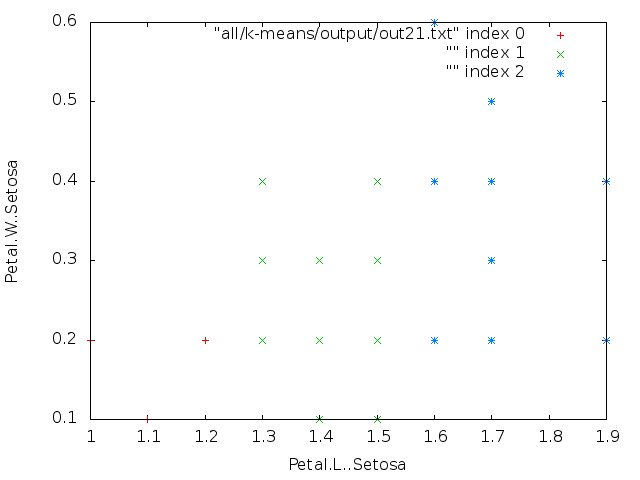 0.6
"all/k-means/output/out21.txt" index 0
"" index 1
"" index 2
0.5
0.4
0.3
0.2
0.1
Petal.W..Setosa
1 1.1 1.2 1.3 1.4 1.5 1.6 1.7 1.8 1.9
Petal.L..Setosa